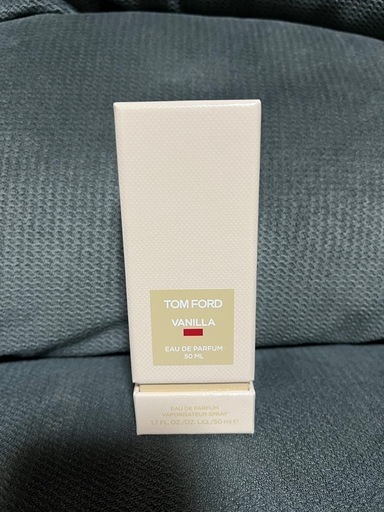 TOM FORD
VANILLA
EAU DE PARFUM
50 ML
EAU DE PARFUM
VAPORISATEUR SPRAY
1.7 FL.OZ./OZ. LIQ./50 ml ℮